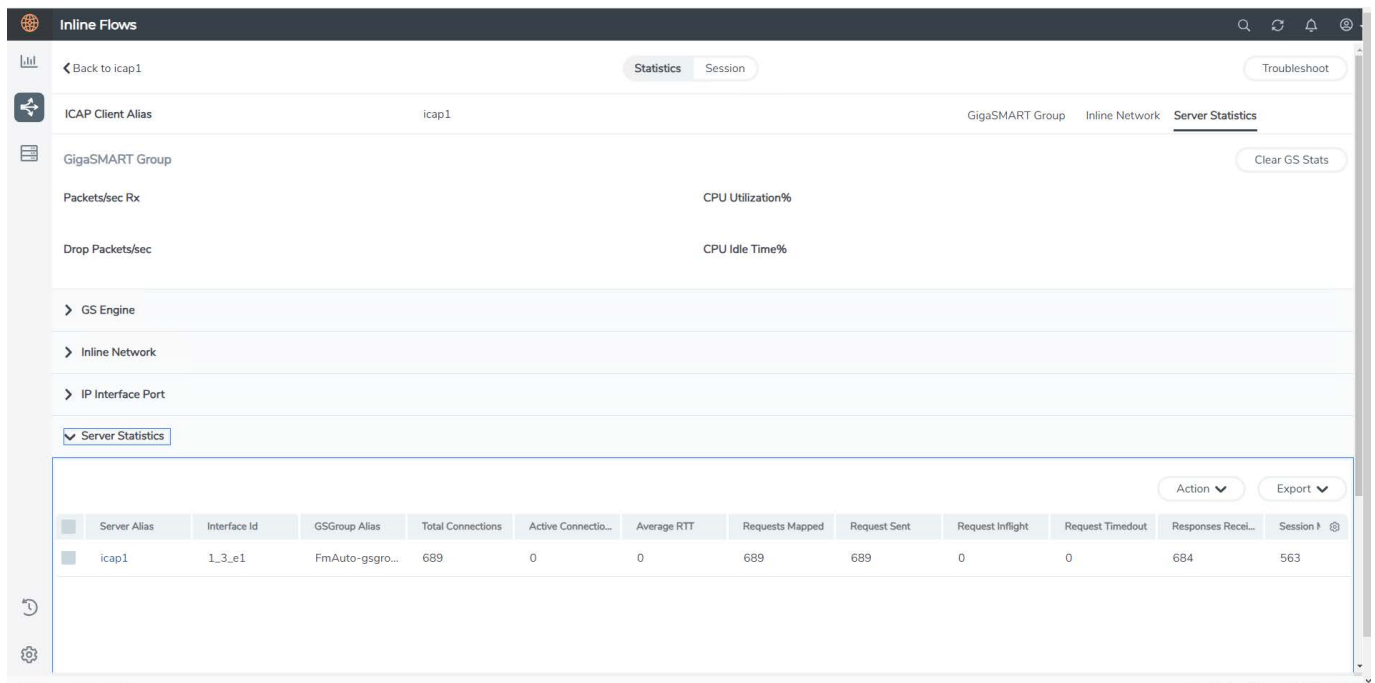 Inline Flows
Back to icap1 Statistics Session Troubleshoot
ICAP Client Alias icap1 GigaSMART Group Inline Network Server Statistics
GigaSMART Group Clear GS Stats
Packets/sec Rx CPU Utilization%
Drop Packets/sec CPU Idle Time%
GS Engine
Inline Network
IP Interface Port
Server Statistics
Action Export
Server Alias Interface Id GSGroup Alias Total Connections Active Connectio... Average RTT Requests Mapped Request Sent Request Inflight Request Timedout Responses Recei... Session
icap1 1_3_e1 FmAuto-gsgro... 689 0 0 689 689 0 0 684 563